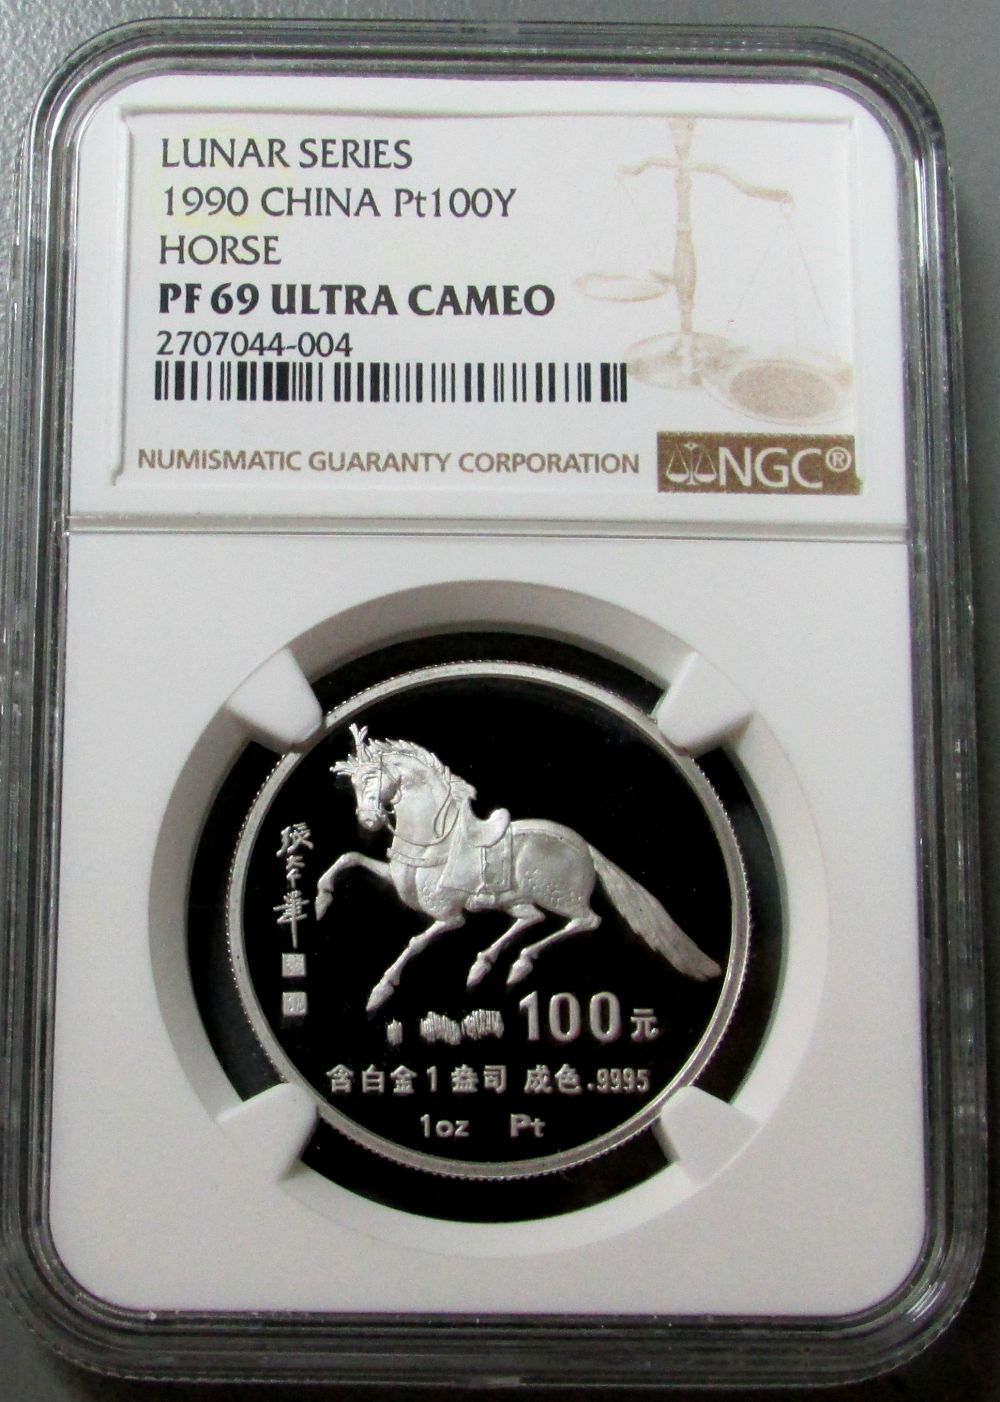 LUNAR SERIES
1990 CHINA Pt100Y
HORSE
PF 69 ULTRA CAMEO
2707044-004
NUMISMATIC GUARANTY CORPORATION
NGC®
100元
含白金1盎司 成色.9995
1oz Pt